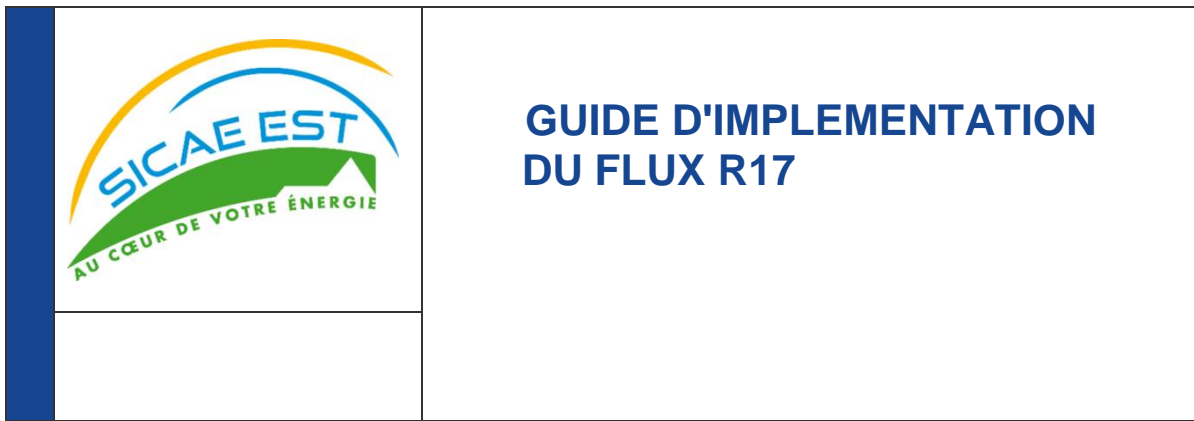 SICAE EST
AU CŒUR DE VOTRE ÉNERGIE
GUIDE D'IMPLEMENTATION
DU FLUX R17